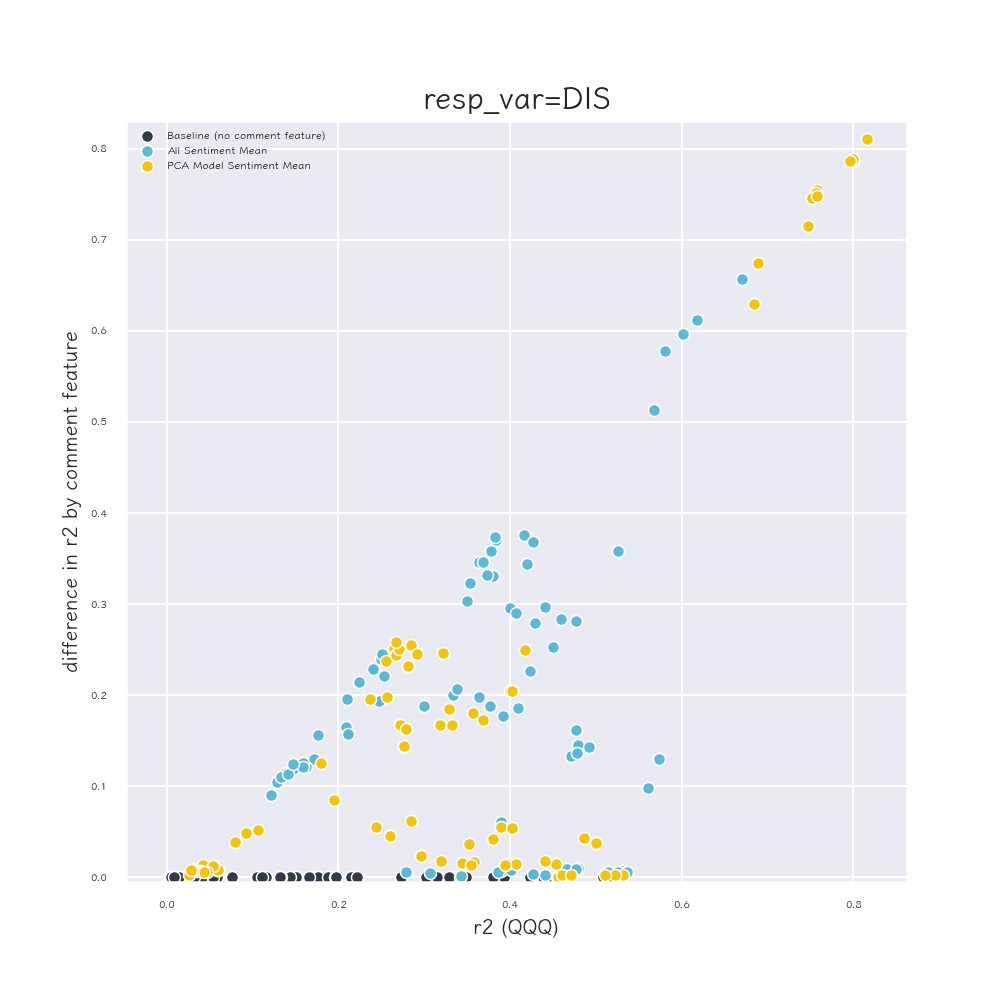 resp_var=DIS
Baseline (no comment feature)
All Sentiment Mean
PCA Model Sentiment Mean
0.8
0.7
0.6
0.5
0.4
0.3
0.2
0.1
0.0
difference in r2 by comment feature
0.0 0.2 0.4 0.6 0.8
r2 (QQQ)